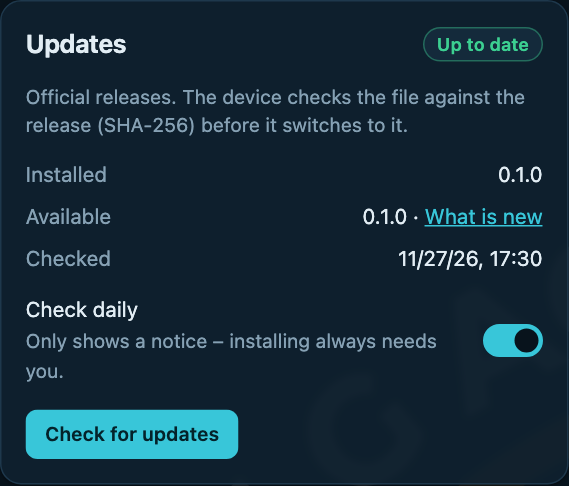 Updates
Up to date
Official releases. The device checks the file against the
release (SHA-256) before it switches to it.
Installed 0.1.0
Available 0.1.0 · What is new
Checked 11/27/26, 17:30
Check daily
Only shows a notice – installing always needs
you.
Check for updates